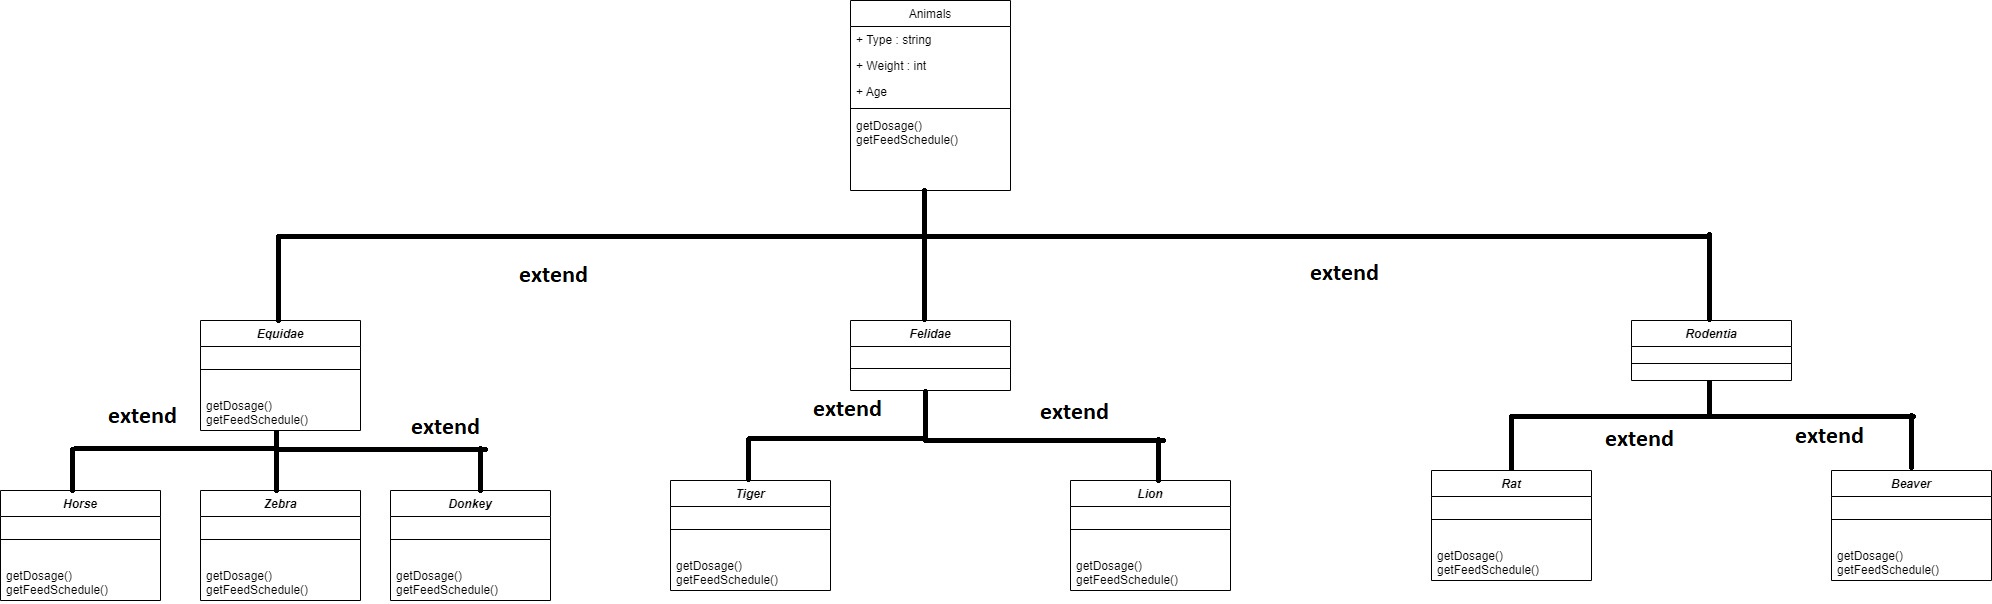 Animals
+ Type : string
+ Weight : int
+ Age
getDosage()
getFeedSchedule()
extend
extend
Equidae
getDosage()
getFeedSchedule()
Felidae
Rodentia
extend
extend
extend
extend
extend
extend
Horse
getDosage()
getFeedSchedule()
Zebra
getDosage()
getFeedSchedule()
Donkey
getDosage()
getFeedSchedule()
Tiger
getDosage()
getFeedSchedule()
Lion
getDosage()
getFeedSchedule()
Rat
getDosage()
getFeedSchedule()
Beaver
getDosage()
getFeedSchedule()